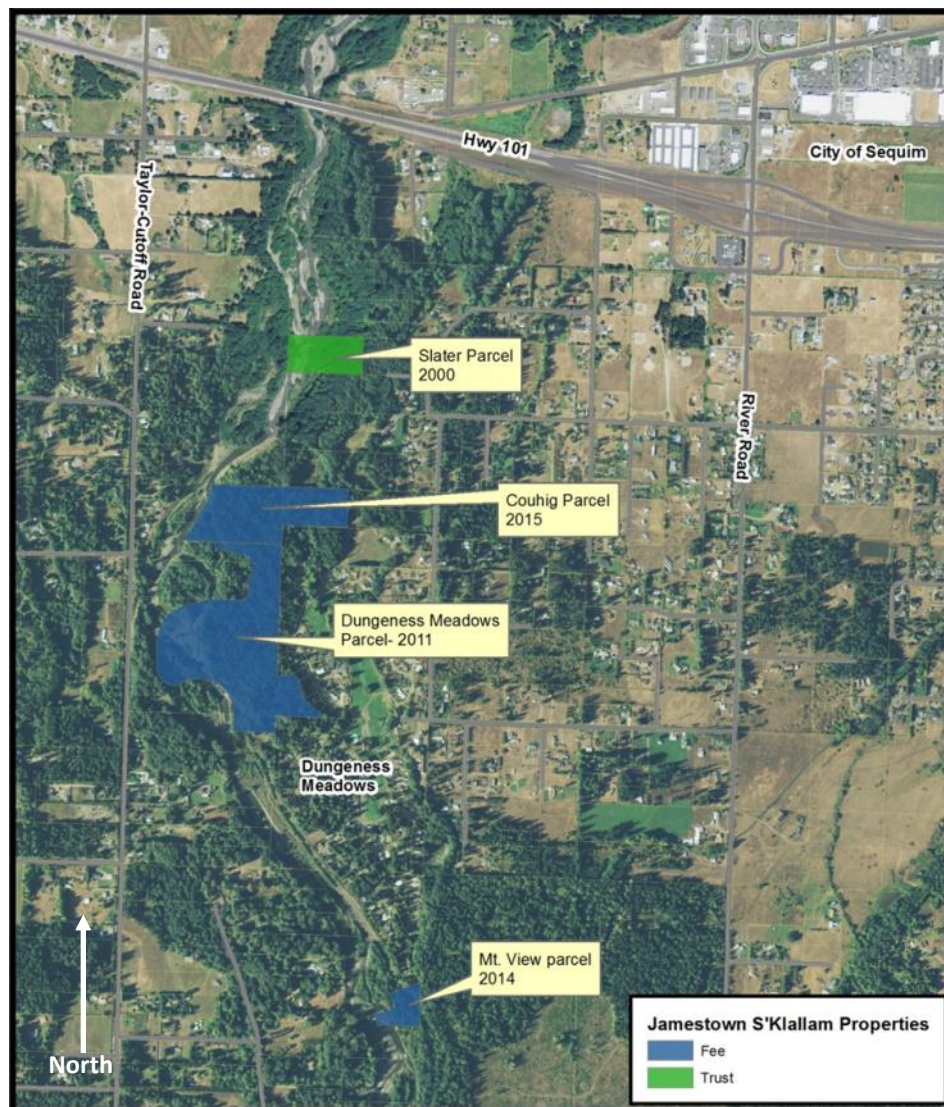 Hwy 101
City of Sequim
Taylor-Cutoff Road
Slater Parcel
2000
River Road
Couhig Parcel
2015
Dungeness Meadows
Parcel- 2011
Dungeness
Meadows
Mt. View parcel
2014
North
Jamestown S'Klallam Properties
Fee
Trust